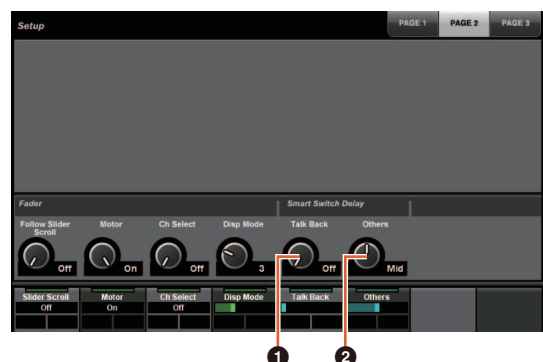 Setup
PAGE 1 PAGE 2 PAGE 3
Fader Smart Switch Delay
Follow Slider Scroll Motor Ch Select Disp Mode Talk Back Others
Off On Off 3 Off Mid
Slider Scroll Motor Ch Select Disp Mode Talk Back Others
Off On Off
1 2